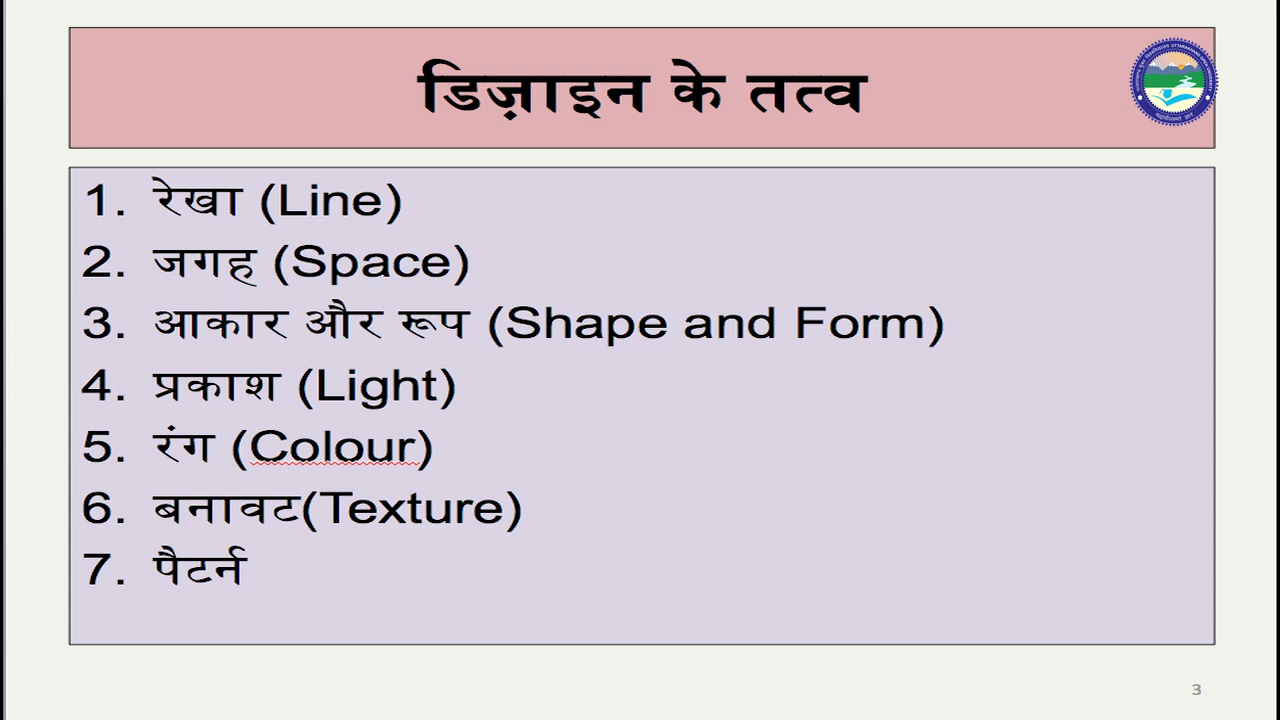 डिज़ाइन के तत्व
1. रेखा (Line)
2. जगह (Space)
3. आकार और रूप (Shape and Form)
4. प्रकाश (Light)
5. रंग (Colour)
6. बनावट(Texture)
7. पैटर्न
3